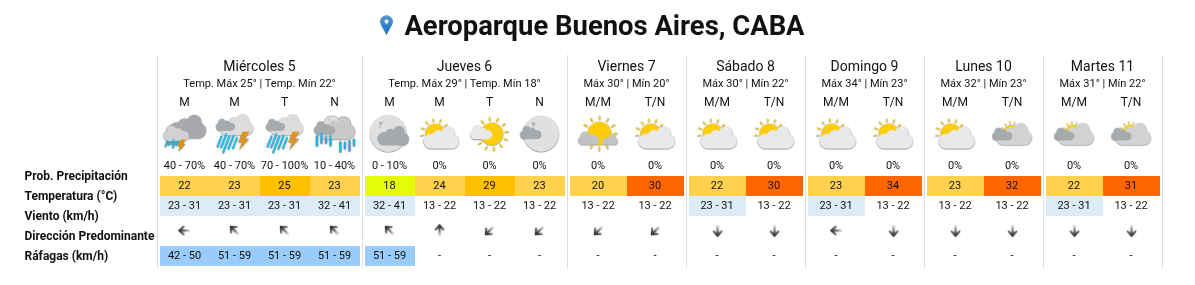 Aeroparque Buenos Aires, CABA
Miércoles 5 Jueves 6 Viernes 7 Sábado 8 Domingo 9 Lunes 10 Martes 11
Temp. Máx 25° | Temp. Mín 22° Temp. Máx 29° | Temp. Mín 18° Máx 30° | Mín 20° Máx 30° | Mín 22° Máx 34° | Mín 23° Máx 32° | Mín 23° Máx 31° | Mín 22°
M M T N M M T N M/M T/N M/M T/N M/M T/N M/M T/N M/M T/N
Prob. Precipitación 40 - 70% 40 - 70% 70 - 100% 10 - 40% 0 - 10% 0% 0% 0% 0% 0% 0% 0% 0% 0% 0% 0% 0% 0%
Temperatura (°C) 22 23 25 23 18 24 29 23 20 30 22 30 23 34 23 32 22 31
Viento (km/h) 23 - 31 23 - 31 23 - 31 32 - 41 32 - 41 13 - 22 13 - 22 13 - 22 13 - 22 13 - 22 23 - 31 13 - 22 23 - 31 13 - 22 13 - 22 13 - 22 23 - 31 13 - 22
Dirección Predominante
Ráfagas (km/h) 42 - 50 51 - 59 51 - 59 51 - 59 51 - 59 - - - - - - - - - - - - -